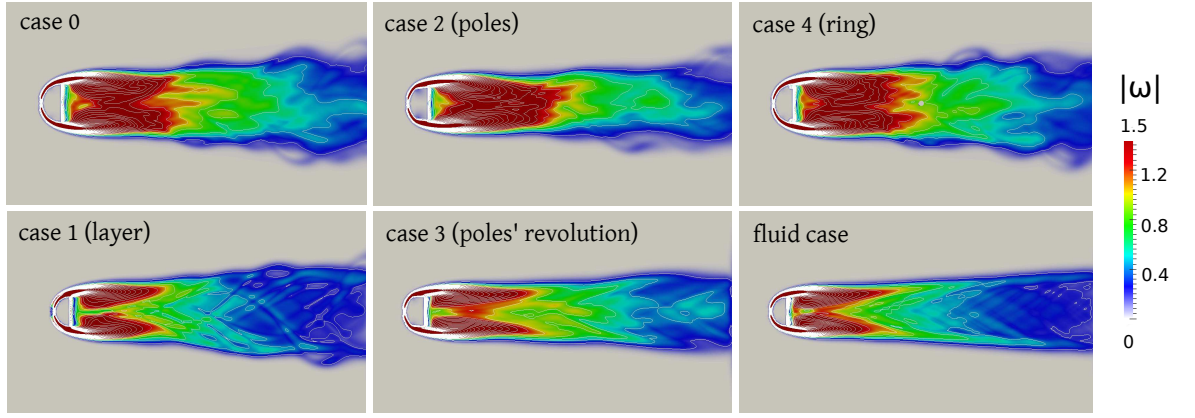 case 0
case 2 (poles)
case 4 (ring)
case 1 (layer)
case 3 (poles' revolution)
fluid case
|ω|
1.5
1.2
0.8
0.4
0